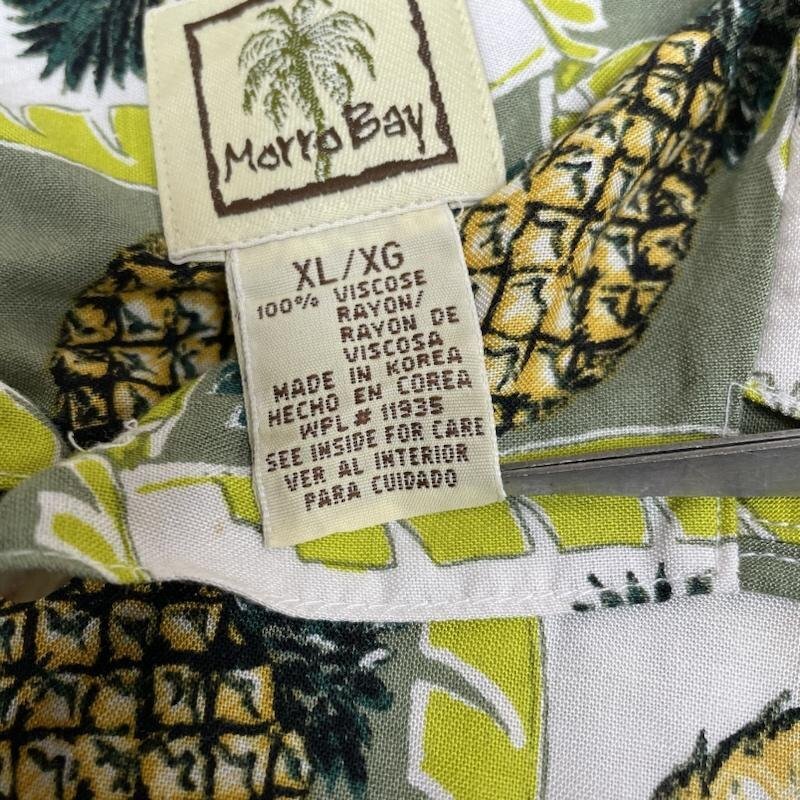 Morro Bay
XL/XG
100% VISCOSE
RAYON/
RAYON DE
VISCOSA
MADE IN KOREA
HECHO EN COREA
WPL# 11935
SEE INSIDE FOR CARE
VER AL INTERIOR
PARA CUIDADO